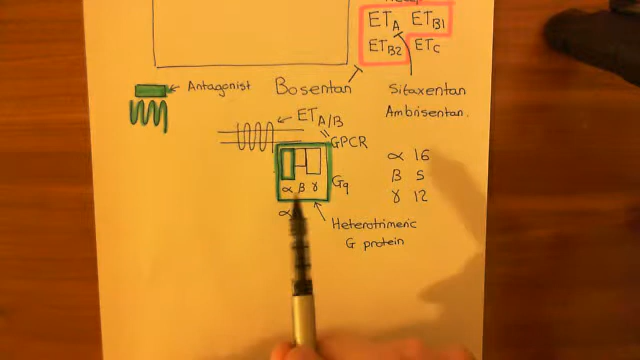 ETA ETB1
ETB2 ETC
Antagonist
Bosentan
Sitaxentan
Ambrisentan.
ETA/B
GPCR
α β γ
Gq
α
Heterotrimeric
G protein
α 16
β 5
γ 12